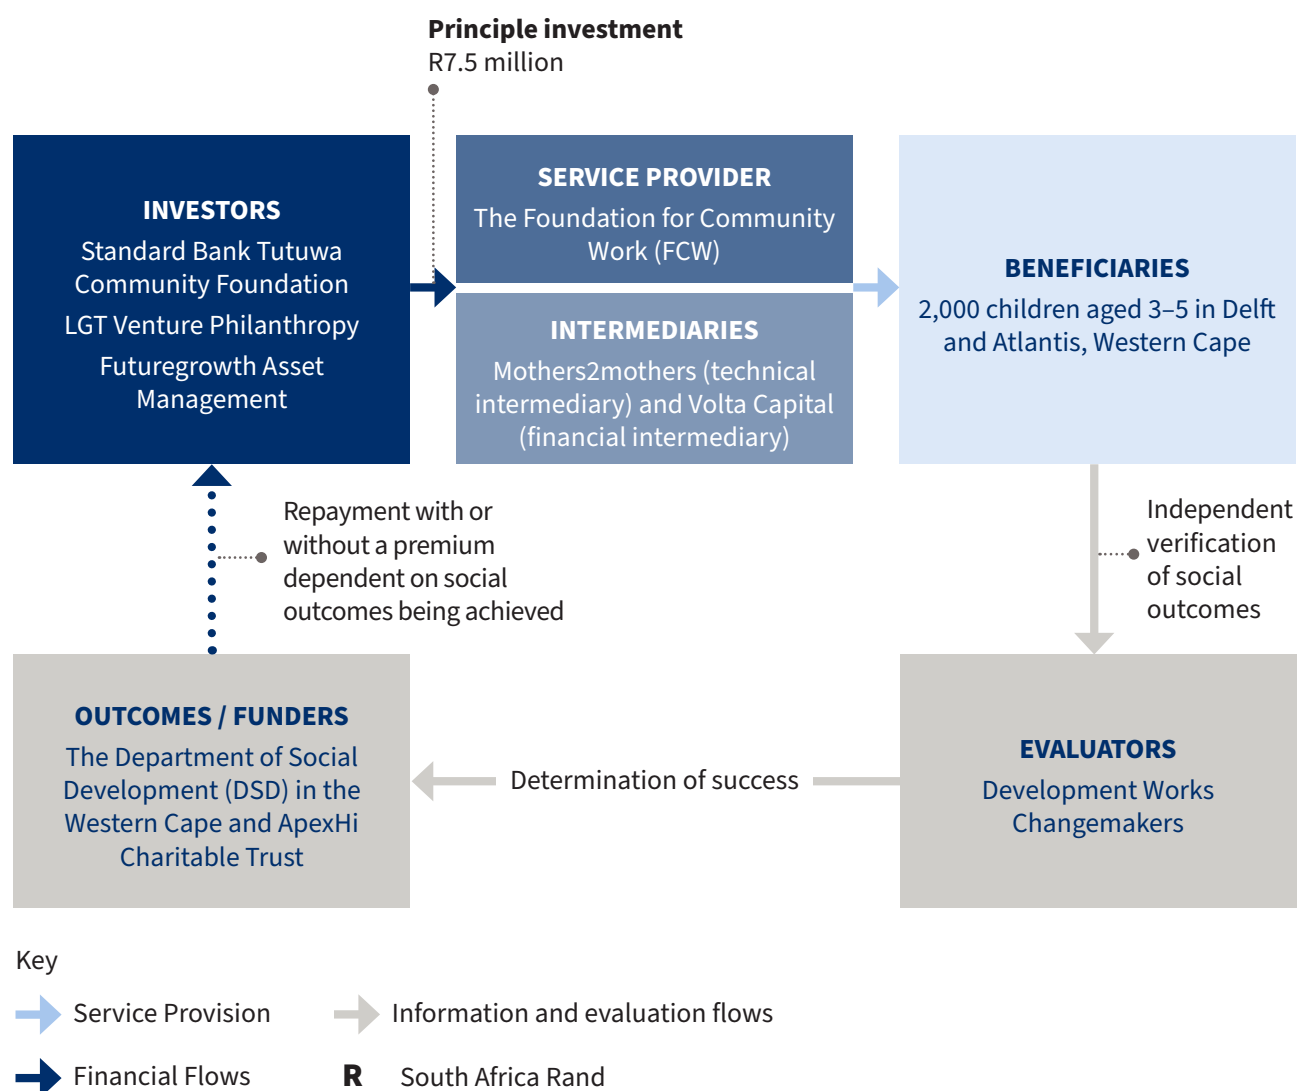 Principle investment
R7.5 million
INVESTORS
Standard Bank Tutuwa
Community Foundation
LGT Venture Philanthropy
Futuregrowth Asset
Management
SERVICE PROVIDER
The Foundation for Community
Work (FCW)
INTERMEDIARIES
Mothers2mothers (technical
intermediary) and Volta Capital
(financial intermediary)
BENEFICIARIES
2,000 children aged 3–5 in Delft
and Atlantis, Western Cape
Repayment with or
without a premium
dependent on social
outcomes being achieved
Independent
verification
of social
outcomes
OUTCOMES / FUNDERS
The Department of Social
Development (DSD) in the
Western Cape and ApexHi
Charitable Trust
Determination of success
EVALUATORS
Development Works
Changemakers
Key
Service Provision
Information and evaluation flows
Financial Flows
R South Africa Rand